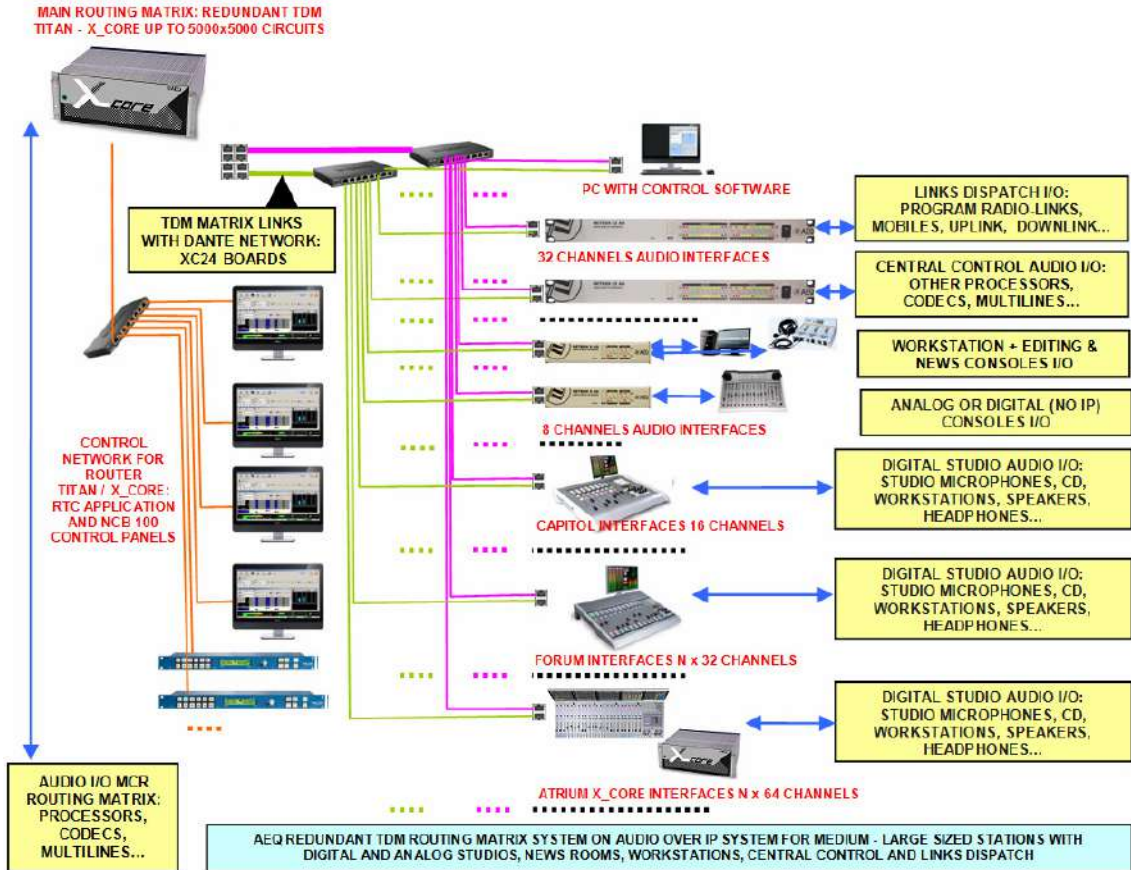 MAIN ROUTING MATRIX: REDUNDANT TDM
TITAN - X_CORE UP TO 5000x5000 CIRCUITS
X core
PC WITH CONTROL SOFTWARE
TDM MATRIX LINKS
WITH DANTE NETWORK:
XC24 BOARDS
LINKS DISPATCH I/O:
PROGRAM RADIO-LINKS,
MOBILES, UPLINK, DOWNLINK...
32 CHANNELS AUDIO INTERFACES
CENTRAL CONTROL AUDIO I/O:
OTHER PROCESSORS,
CODECS, MULTILINES...
WORKSTATION + EDITING &
NEWS CONSOLES I/O
ANALOG OR DIGITAL (NO IP)
CONSOLES I/O
8 CHANNELS AUDIO INTERFACES
CONTROL
NETWORK FOR
ROUTER
TITAN / X_CORE:
RTC APPLICATION
AND NCB 100
CONTROL PANELS
DIGITAL STUDIO AUDIO I/O:
STUDIO MICROPHONES, CD,
WORKSTATIONS, SPEAKERS,
HEADPHONES...
CAPITOL INTERFACES 16 CHANNELS
DIGITAL STUDIO AUDIO I/O:
STUDIO MICROPHONES, CD,
WORKSTATIONS, SPEAKERS,
HEADPHONES...
FORUM INTERFACES N x 32 CHANNELS
DIGITAL STUDIO AUDIO I/O:
STUDIO MICROPHONES, CD,
WORKSTATIONS, SPEAKERS,
HEADPHONES...
X core
ATRIUM X_CORE INTERFACES N x 64 CHANNELS
AUDIO I/O MCR
ROUTING MATRIX:
PROCESSORS,
CODECS,
MULTILINES...
AEQ REDUNDANT TDM ROUTING MATRIX SYSTEM ON AUDIO OVER IP SYSTEM FOR MEDIUM - LARGE SIZED STATIONS WITH
DIGITAL AND ANALOG STUDIOS, NEWS ROOMS, WORKSTATIONS, CENTRAL CONTROL AND LINKS DISPATCH